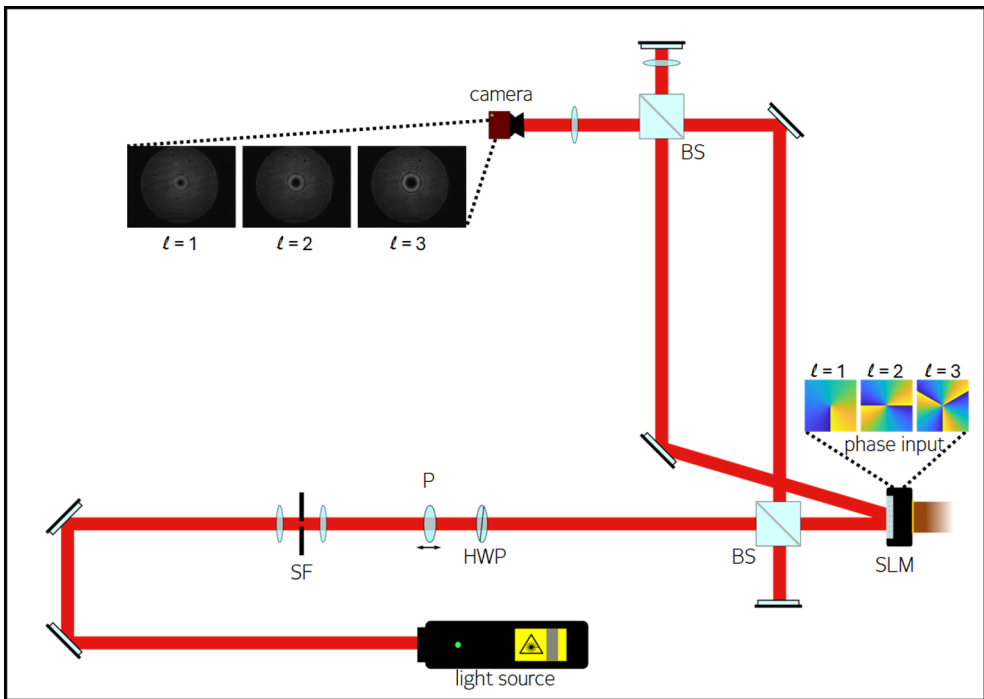 camera
BS
ℓ = 1
ℓ = 2
ℓ = 3
ℓ = 1
ℓ = 2
ℓ = 3
phase input
P
SF
HWP
BS
SLM
light source